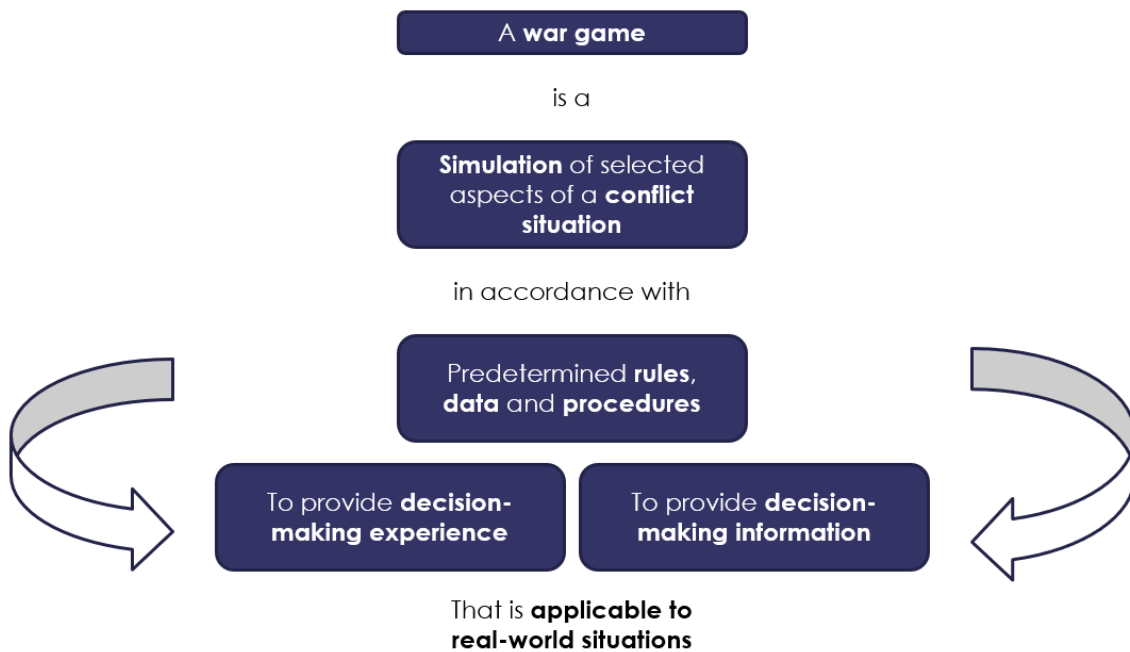 A war game
is a
Simulation of selected
aspects of a conflict
situation
in accordance with
Predetermined rules,
data and procedures
To provide decision-
making experience
To provide decision-
making information
That is applicable to
real-world situations